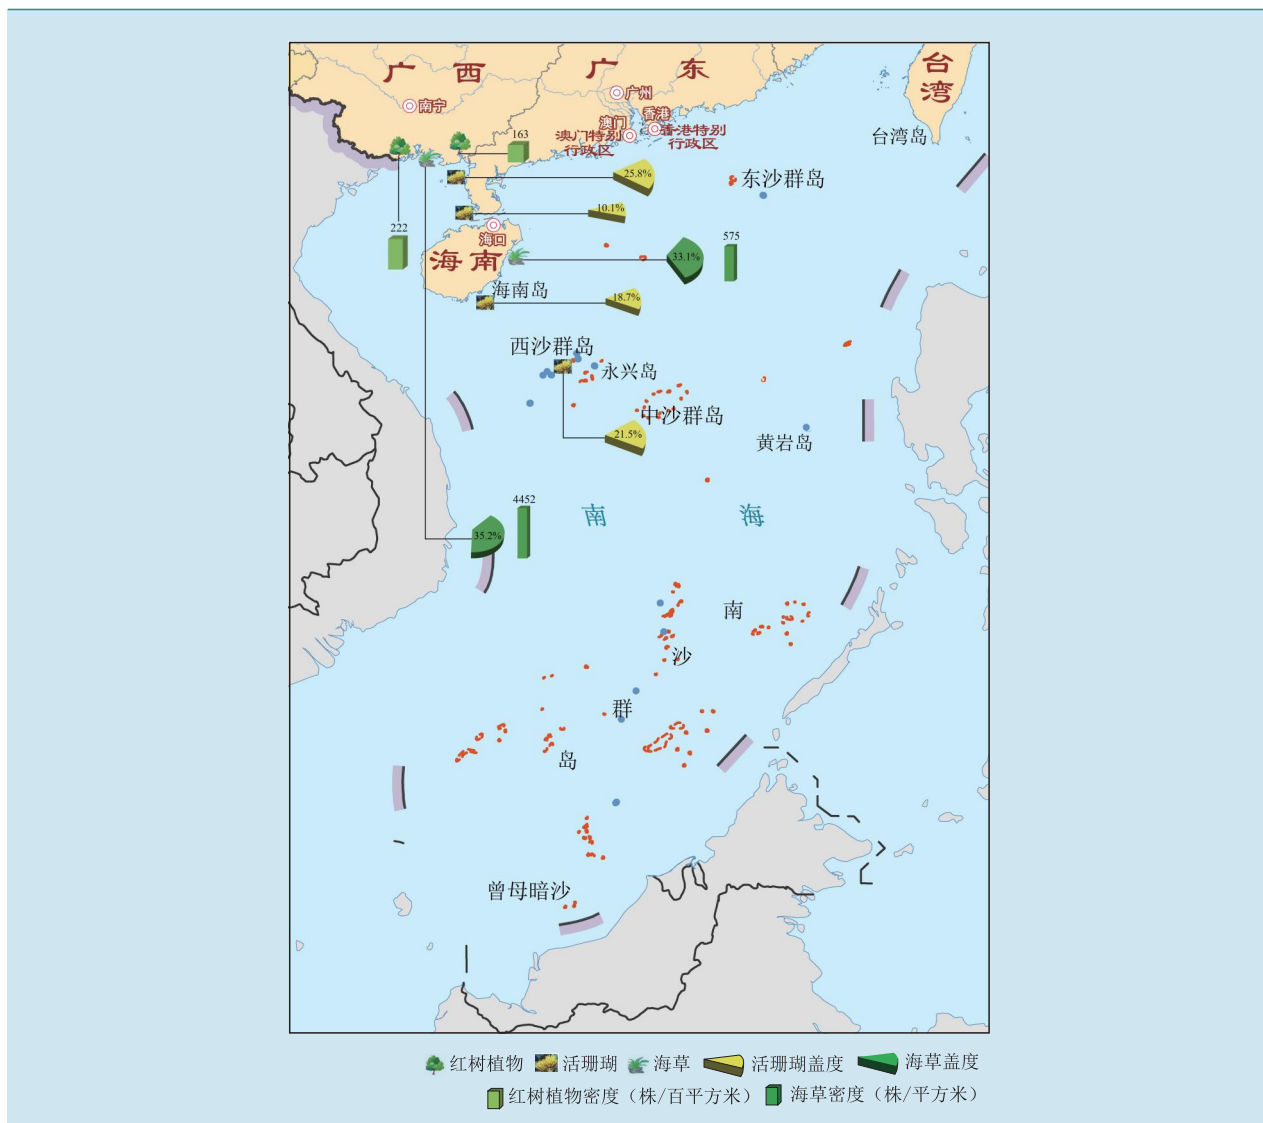 广 西
广 东
台湾
南宁
广州
香港
澳门
澳门特别
行政区
香港特别
行政区
台湾岛
163
25.8%
东沙群岛
10.1%
222
海口
海南
575
33.1%
海南岛
18.7%
西沙群岛
永兴岛
中沙群岛
21.5%
黄岩岛
4452
南 海
35.2%
南
沙
群
岛
曾母暗沙
红树植物 活珊瑚 海草 活珊瑚盖度 海草盖度
红树植物密度（株/百平方米） 海草密度（株/平方米）